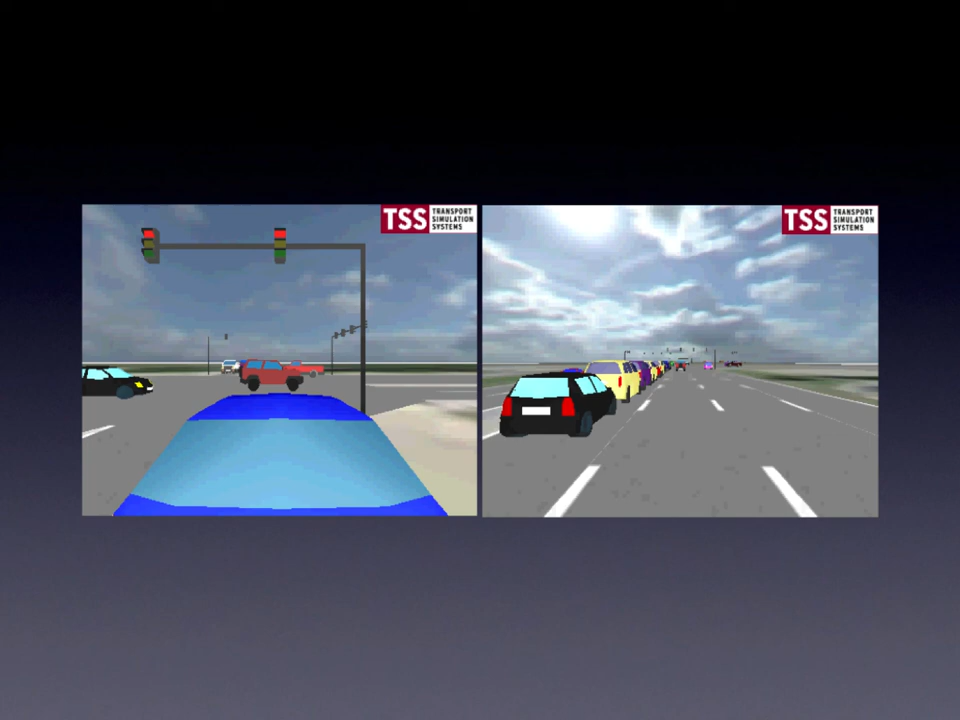 TSS TRANSPORT
SIMULATION
SYSTEMS
TSS TRANSPORT
SIMULATION
SYSTEMS